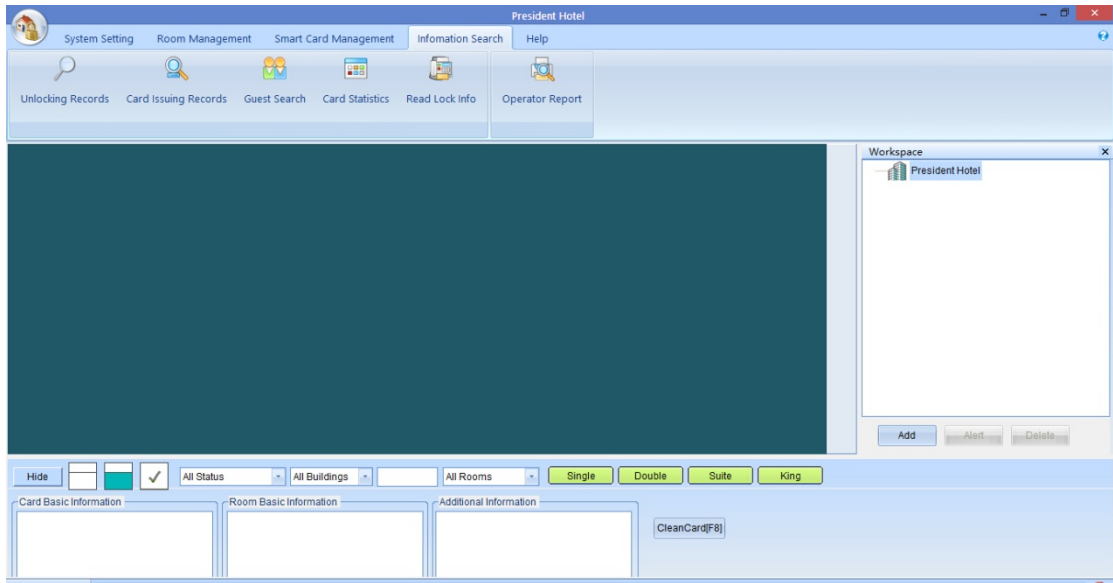 President Hotel
System Setting Room Management Smart Card Management Infomation Search Help
Unlocking Records Card Issuing Records Guest Search Card Statistics Read Lock Info Operator Report
Workspace
President Hotel
Add Alert Delete
Hide All Status All Buildings All Rooms Single Double Suite King
Card Basic Information Room Basic Information Additional Information
CleanCard[F8]